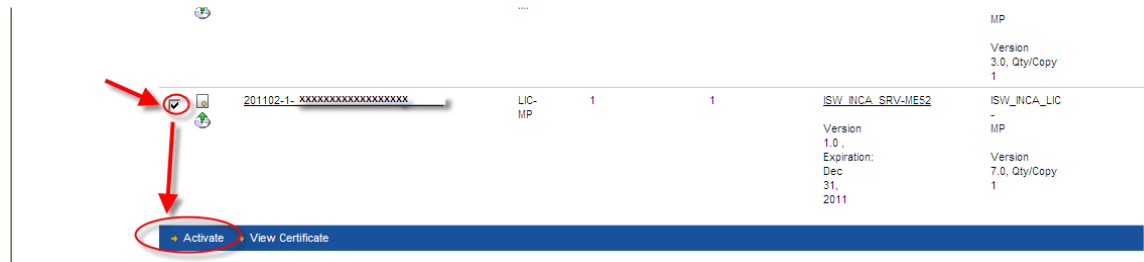 ....
MP
Version
3.0, Qty/Copy
1
201102-1- xxxxxxxxxxxxxxxxxx
LIC-
MP
1
1
ISW_INCA_SRV-ME52
Version
1.0 ,
Expiration:
Dec
31,
2011
ISW_INCA_LIC
-
MP
Version
7.0, Qty/Copy
1
Activate
View Certificate